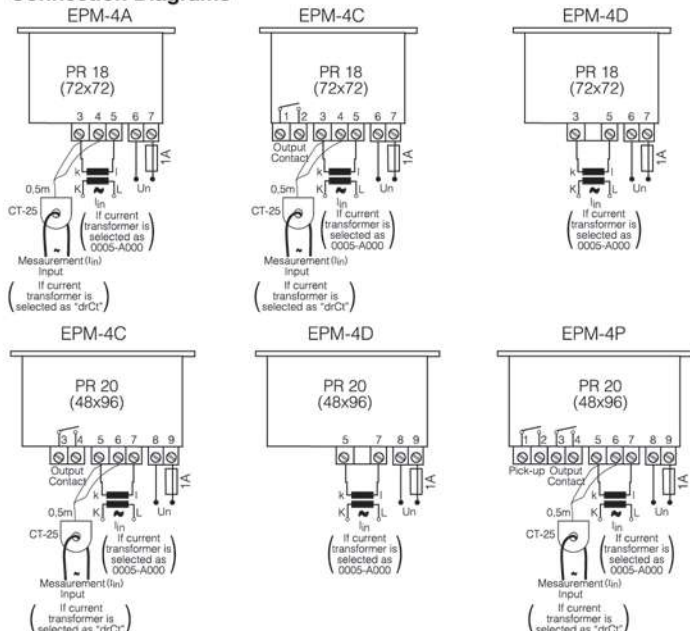 Connection Diagrams
EPM-4A
PR 18
(72x72)
3 4 5 6 7
1A
k l
K L
Iin
Un
0,5m
CT-25
~
Mesaurement (Iin)
Input
(If current
transformer is
selected as "drCt")
(If current
transformer is
selected as
0005-A000)
EPM-4C
PR 18
(72x72)
1 2 3 4 5 6 7
Output
Contact
1A
k l
K L
Iin
Un
0,5m
CT-25
~
Mesaurement (Iin)
Input
(If current
transformer is
selected as "drCt")
(If current
transformer is
selected as
0005-A000)
EPM-4D
PR 18
(72x72)
3 5 6 7
1A
k l
K L
Iin
Un
(If current
transformer is
selected as
0005-A000)
EPM-4C
PR 20
(48x96)
3 4 5 6 7 8 9
Output
Contact
1A
k l
K L
Iin
Un
0,5m
CT-25
~
Mesaurement (Iin)
Input
(If current
transformer is
selected as "drCt")
(If current
transformer is
selected as
0005-A000)
EPM-4D
PR 20
(48x96)
5 7 8 9
1A
k l
K L
Iin
Un
(If current
transformer is
selected as
0005-A000)
EPM-4P
PR 20
(48x96)
1 2 3 4 5 6 7 8 9
Pick-up Output
Contact
1A
k l
K L
Iin
Un
0,5m
CT-25
~
Mesaurement (Iin)
Input
(If current
transformer is
selected as "drCt")
(If current
transformer is
selected as
0005-A000)